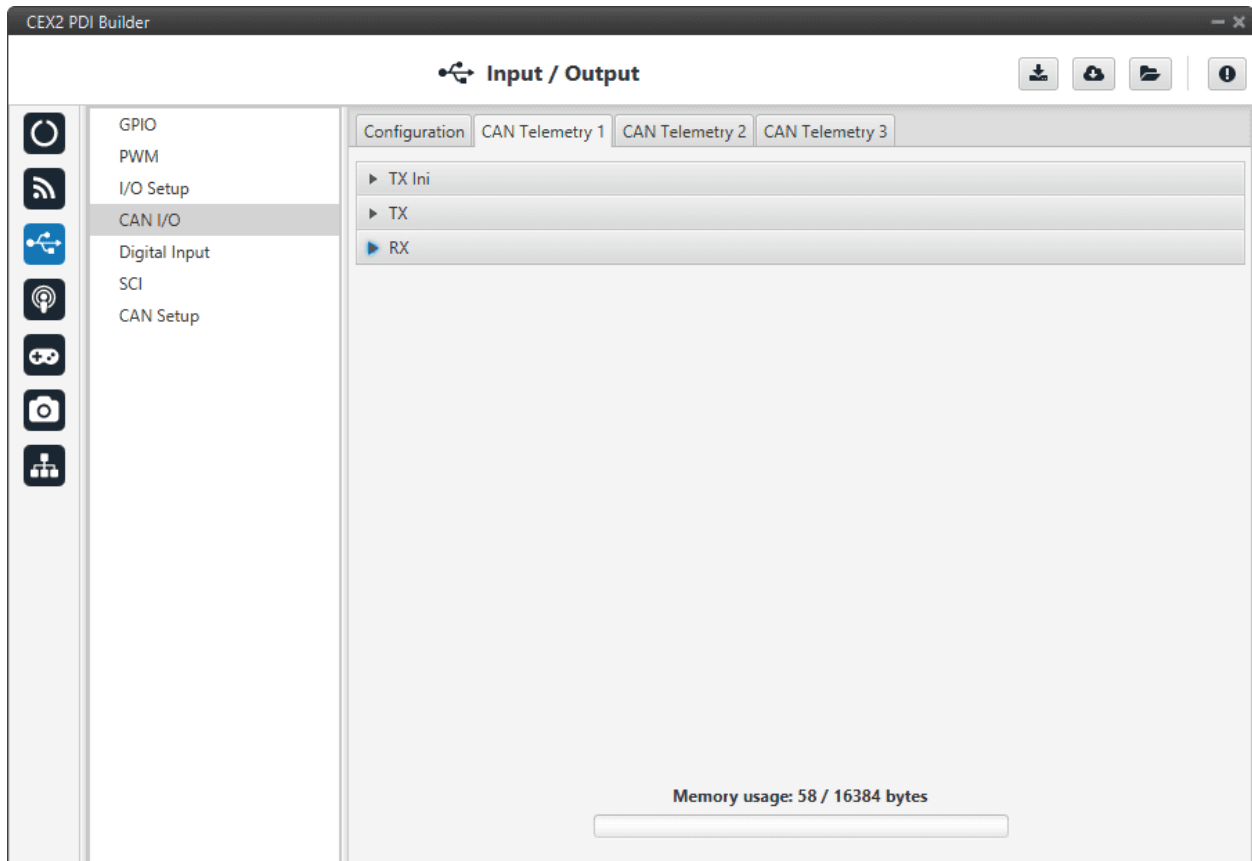 CEX2 PDI Builder
Input / Output
GPIO
PWM
I/O Setup
CAN I/O
Digital Input
SCI
CAN Setup
Configuration CAN Telemetry 1 CAN Telemetry 2 CAN Telemetry 3
TX Ini
TX
RX
Memory usage: 58 / 16384 bytes